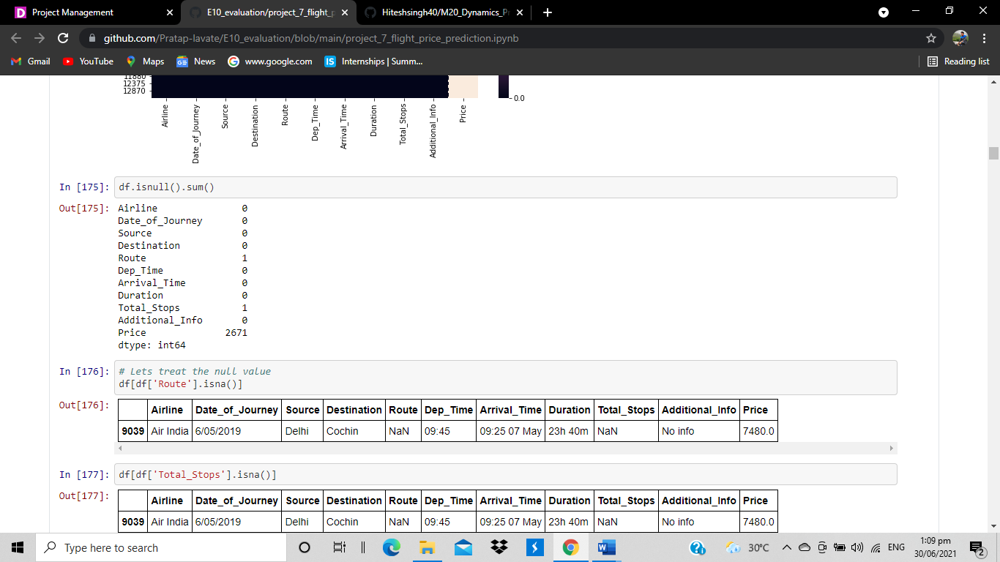 Project Management
E10_evaluation/project_7_flight_p
Hiteshsingh40/M20_Dynamics_Pr
github.com/Pratap-lavate/E10_evaluation/blob/main/project_7_flight_price_prediction.ipynb
Gmail YouTube Maps News www.google.com Internships | Summ... Reading list
11880
12375
12870
0.0
Airline Date_of_Journey Source Destination Route Dep_Time Arrival_Time Duration Total_Stops Additional_Info Price
In [175]: df.isnull().sum()
Out[175]: Airline 0
Date_of_Journey 0
Source 0
Destination 0
Route 1
Dep_Time 0
Arrival_Time 0
Duration 0
Total_Stops 1
Additional_Info 0
Price 2671
dtype: int64
In [176]: # Lets treat the null value
df[df['Route'].isna()]
Out[176]:
Airline Date_of_Journey Source Destination Route Dep_Time Arrival_Time Duration Total_Stops Additional_Info Price
9039 Air India 6/05/2019 Delhi Cochin NaN 09:45 09:25 07 May 23h 40m NaN No info 7480.0
In [177]: df[df['Total_Stops'].isna()]
Out[177]:
Airline Date_of_Journey Source Destination Route Dep_Time Arrival_Time Duration Total_Stops Additional_Info Price
9039 Air India 6/05/2019 Delhi Cochin NaN 09:45 09:25 07 May 23h 40m NaN No info 7480.0
Type here to search
30°C
ENG
1:09 pm
30/06/2021
2